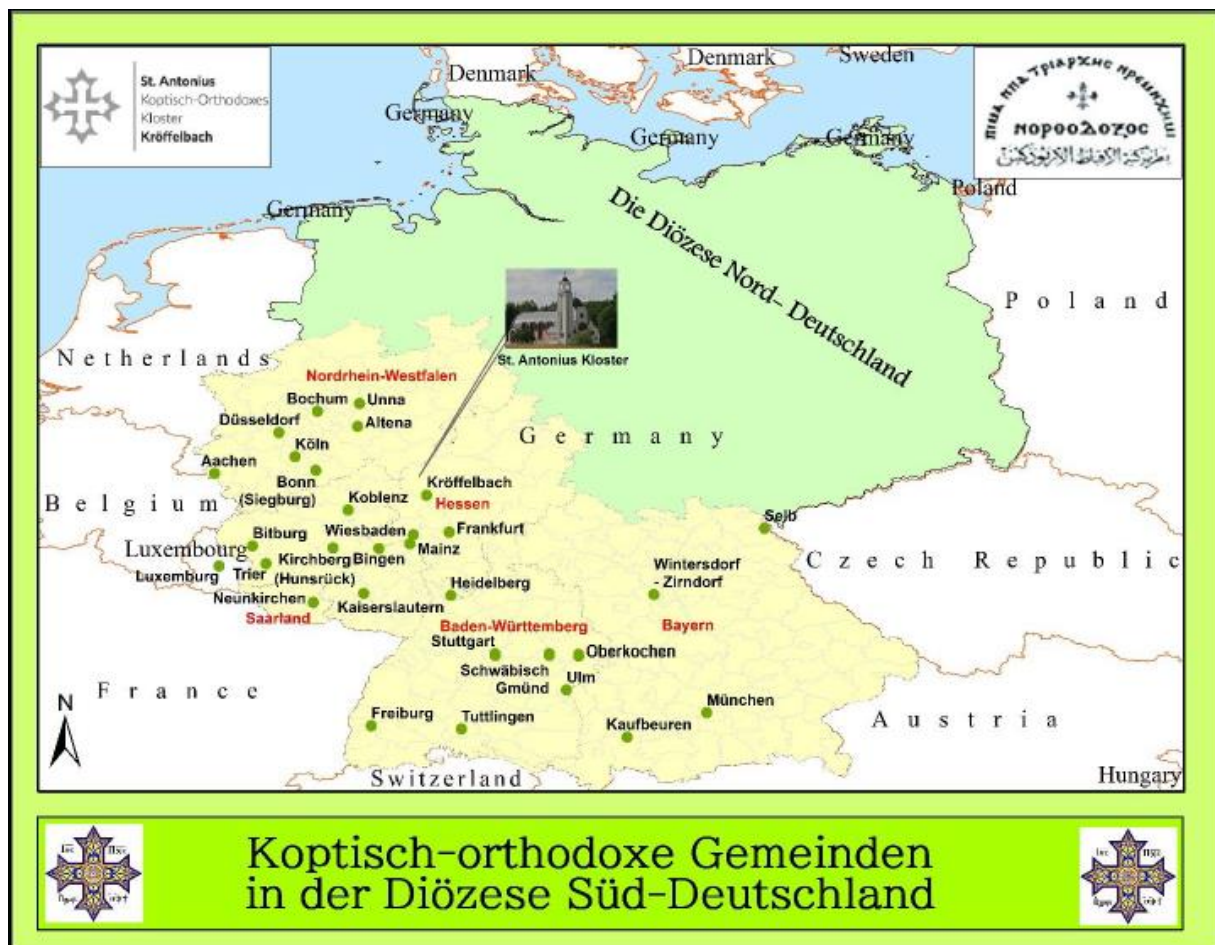 St. Antonius
Koptisch-Orthodoxes
Kloster
Kröffelbach
Denmark
Denmark
Sweden
Germany
Germany
Germany
Germany
Poland
Die Diözese Nord- Deutschland
Poland
Netherlands
St. Antonius Kloster
Nordrhein-Westfalen
Bochum
Unna
Düsseldorf
Altena
Germany
Köln
Aachen
Bonn
(Siegburg)
Belgium
Koblenz
Kröffelbach
Hessen
Selb
Bitburg
Wiesbaden
Frankfurt
Luxembourg
Mainz
Kirchberg
(Hunsrück)
Bingen
Czech Republic
Luxemburg
Trier
Wintersdorf
- Zirndorf
Heidelberg
Neunkirchen
Kaiserslautern
Saarland
Baden-Württemberg
Bayern
Stuttgart
Schwäbisch
Gmünd
Oberkochen
Ulm
France
N
München
Freiburg
Tuttlingen
Kaufbeuren
Austria
Switzerland
Hungary
Koptisch-orthodoxe Gemeinden
in der Diözese Süd-Deutschland